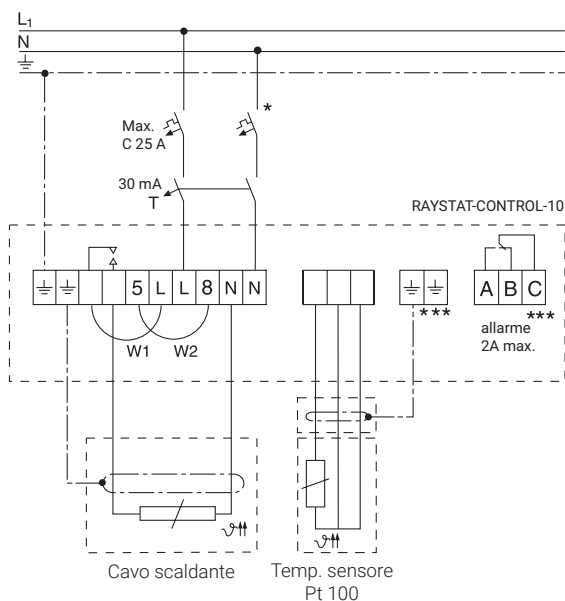 L1
N
*
Max.
C 25 A
30 mA
T
RAYSTAT-CONTROL-10
5 L L 8 N N
A B C
***
***
allarme
2A max.
W1 W2
ϑ
ϑ
Cavo scaldante
Temp. sensore
Pt 100